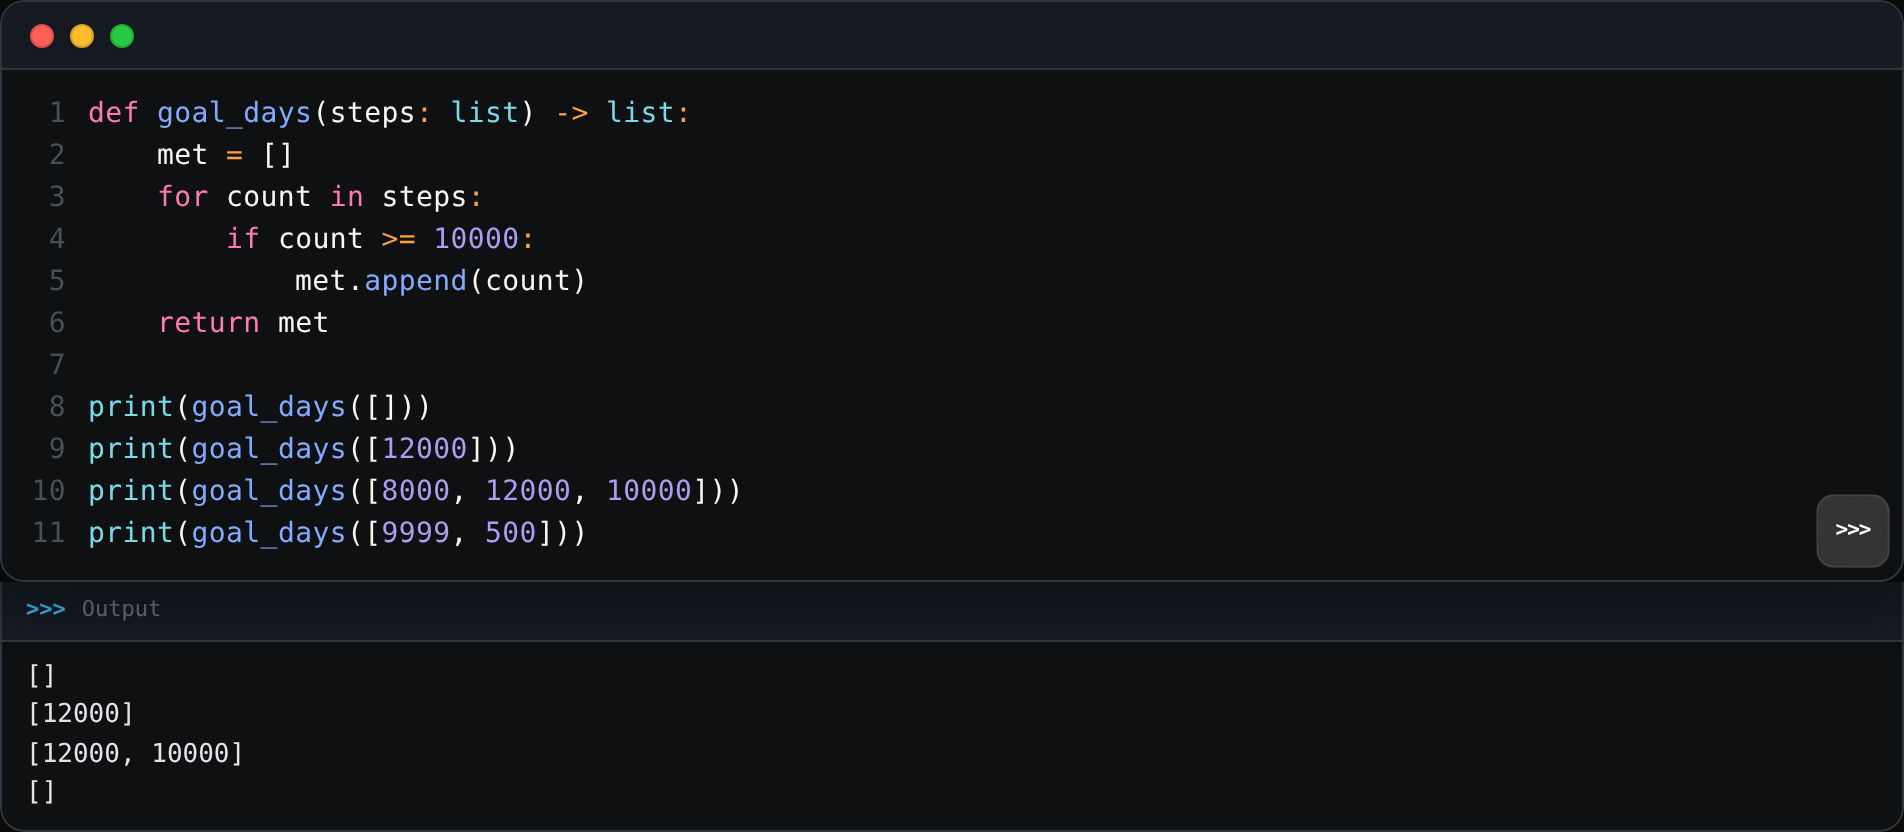 1 def goal_days(steps: list) -> list:
2     met = []
3     for count in steps:
4         if count >= 10000:
5             met.append(count)
6     return met
7
8 print(goal_days([]))
9 print(goal_days([12000]))
10 print(goal_days([8000, 12000, 10000]))
11 print(goal_days([9999, 500]))
>>>
>>> Output
[]
[12000]
[12000, 10000]
[]